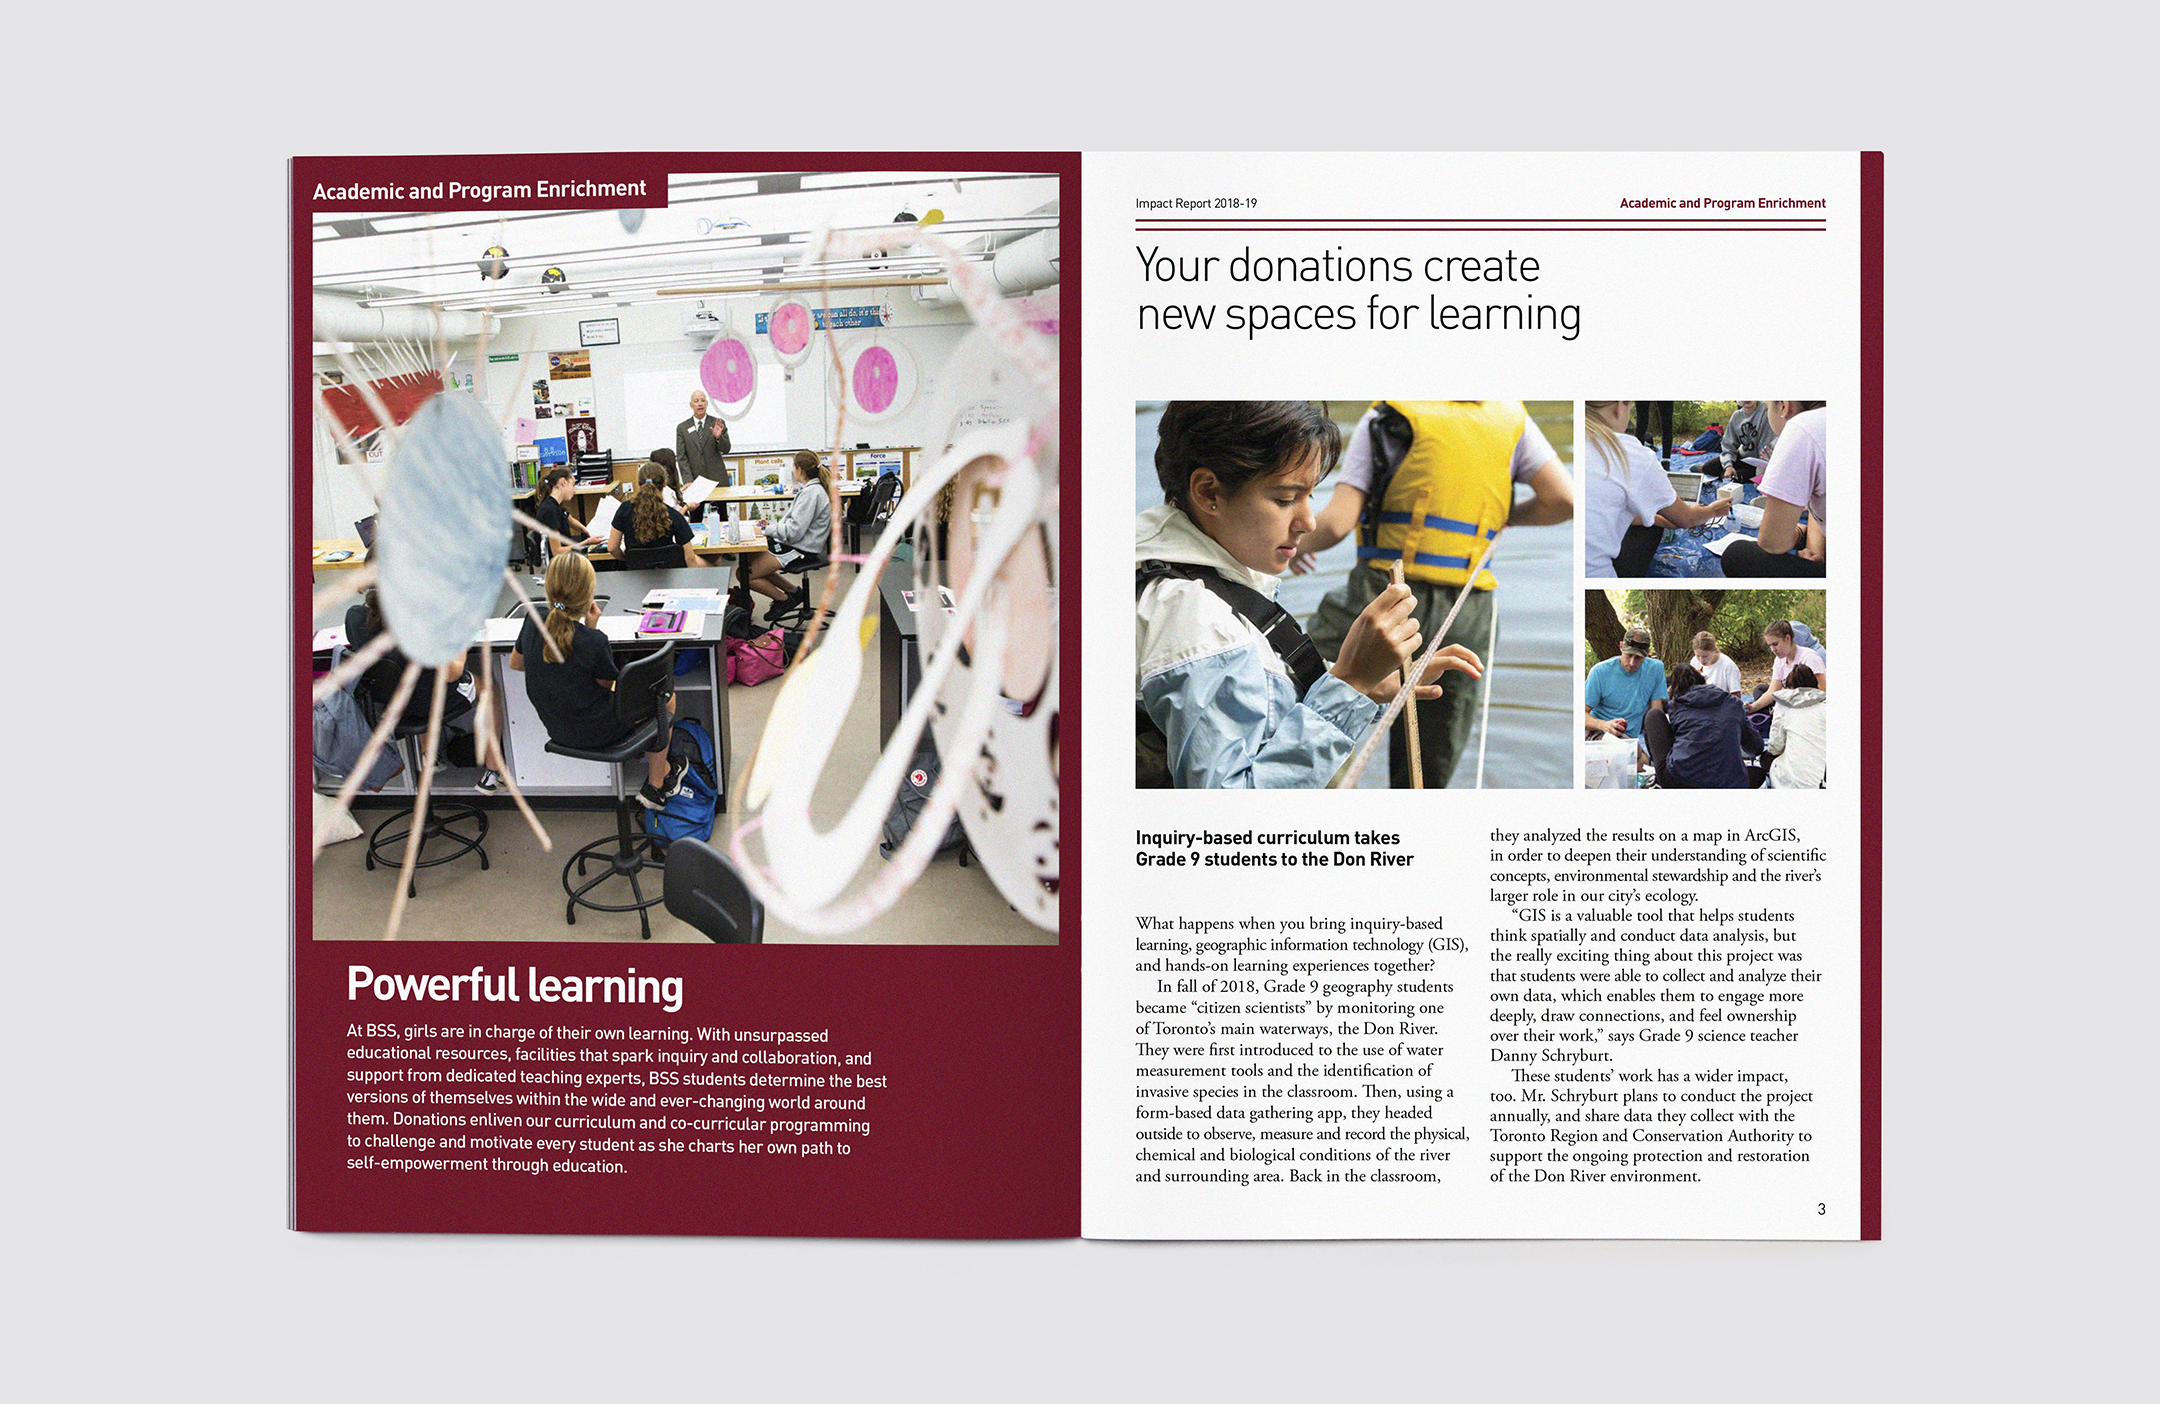 Academic and Program Enrichment
we can all do, it's th
to each other
Plant cells
Force
Powerful learning
At BSS, girls are in charge of their own learning. With unsurpassed
educational resources, facilities that spark inquiry and collaboration, and
support from dedicated teaching experts, BSS students determine the best
versions of themselves within the wide and ever-changing world around
them. Donations enliven our curriculum and co-curricular programming
to challenge and motivate every student as she charts her own path to
self-empowerment through education.
Impact Report 2018-19
Academic and Program Enrichment
Your donations create
new spaces for learning
Inquiry-based curriculum takes
Grade 9 students to the Don River
What happens when you bring inquiry-based
learning, geographic information technology (GIS),
and hands-on learning experiences together?
In fall of 2018, Grade 9 geography students
became “citizen scientists” by monitoring one
of Toronto’s main waterways, the Don River.
They were first introduced to the use of water
measurement tools and the identification of
invasive species in the classroom. Then, using a
form-based data gathering app, they headed
outside to observe, measure and record the physical,
chemical and biological conditions of the river
and surrounding area. Back in the classroom,
they analyzed the results on a map in ArcGIS,
in order to deepen their understanding of scientific
concepts, environmental stewardship and the river’s
larger role in our city’s ecology.
“GIS is a valuable tool that helps students
think spatially and conduct data analysis, but
the really exciting thing about this project was
that students were able to collect and analyze their
own data, which enables them to engage more
deeply, draw connections, and feel ownership
over their work,” says Grade 9 science teacher
Danny Schryburt.
These students’ work has a wider impact,
too. Mr. Schryburt plans to conduct the project
annually, and share data they collect with the
Toronto Region and Conservation Authority to
support the ongoing protection and restoration
of the Don River environment.
3